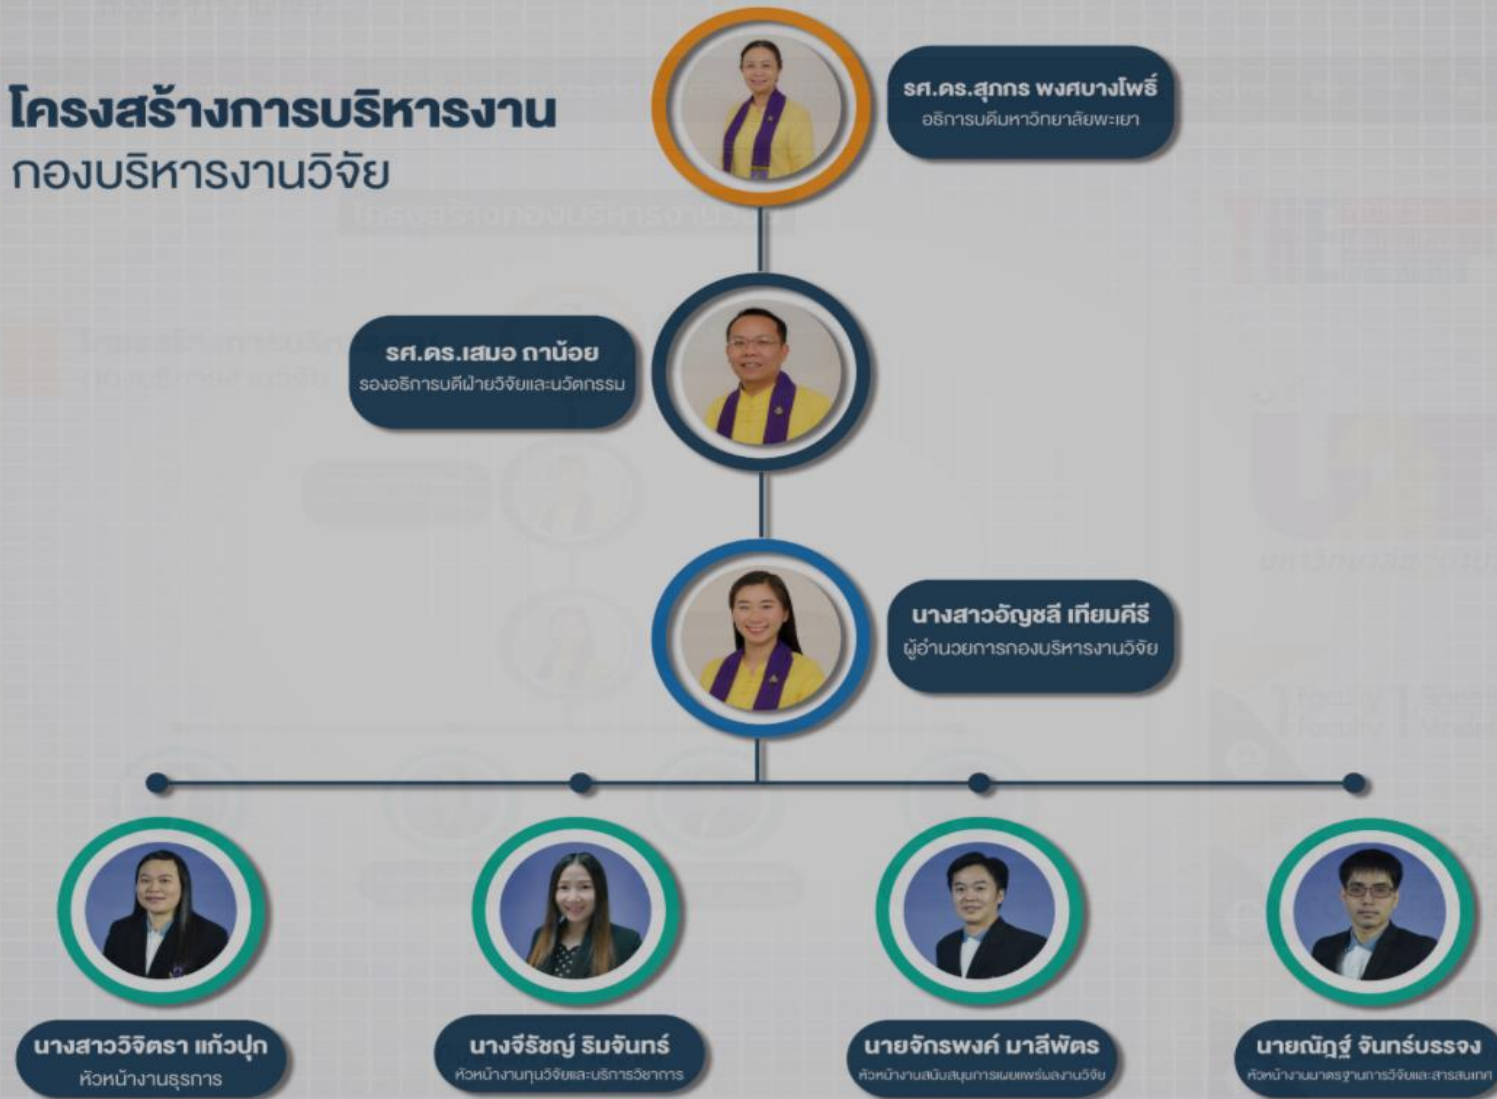 โครงสร้างการบริหารงาน
กองบริหารงานวิจัย
รศ.ดร.สุภกร พงศบางโพธิ์
อธิการบดีมหาวิทยาลัยพะเยา
รศ.ดร.เสมอ ถาน้อย
รองอธิการบดีฝ่ายวิจัยและนวัตกรรม
นางสาวอัญชลี เทียมคีรี
ผู้อำนวยการกองบริหารงานวิจัย
นางสาววิจิตรา แก้วปุก
หัวหน้างานธุรการ
นางจีรัชญ์ ริมจันทร์
หัวหน้างานทุนวิจัยและบริการวิชาการ
นายจักรพงค์ มาลีพัตร
หัวหน้างานสนับสนุนการเผยแพร่ผลงานวิจัย
นายณัฎฐ์ จันทร์บรรจง
หัวหน้างานมาตรฐานการวิจัยและสารสนเทศ